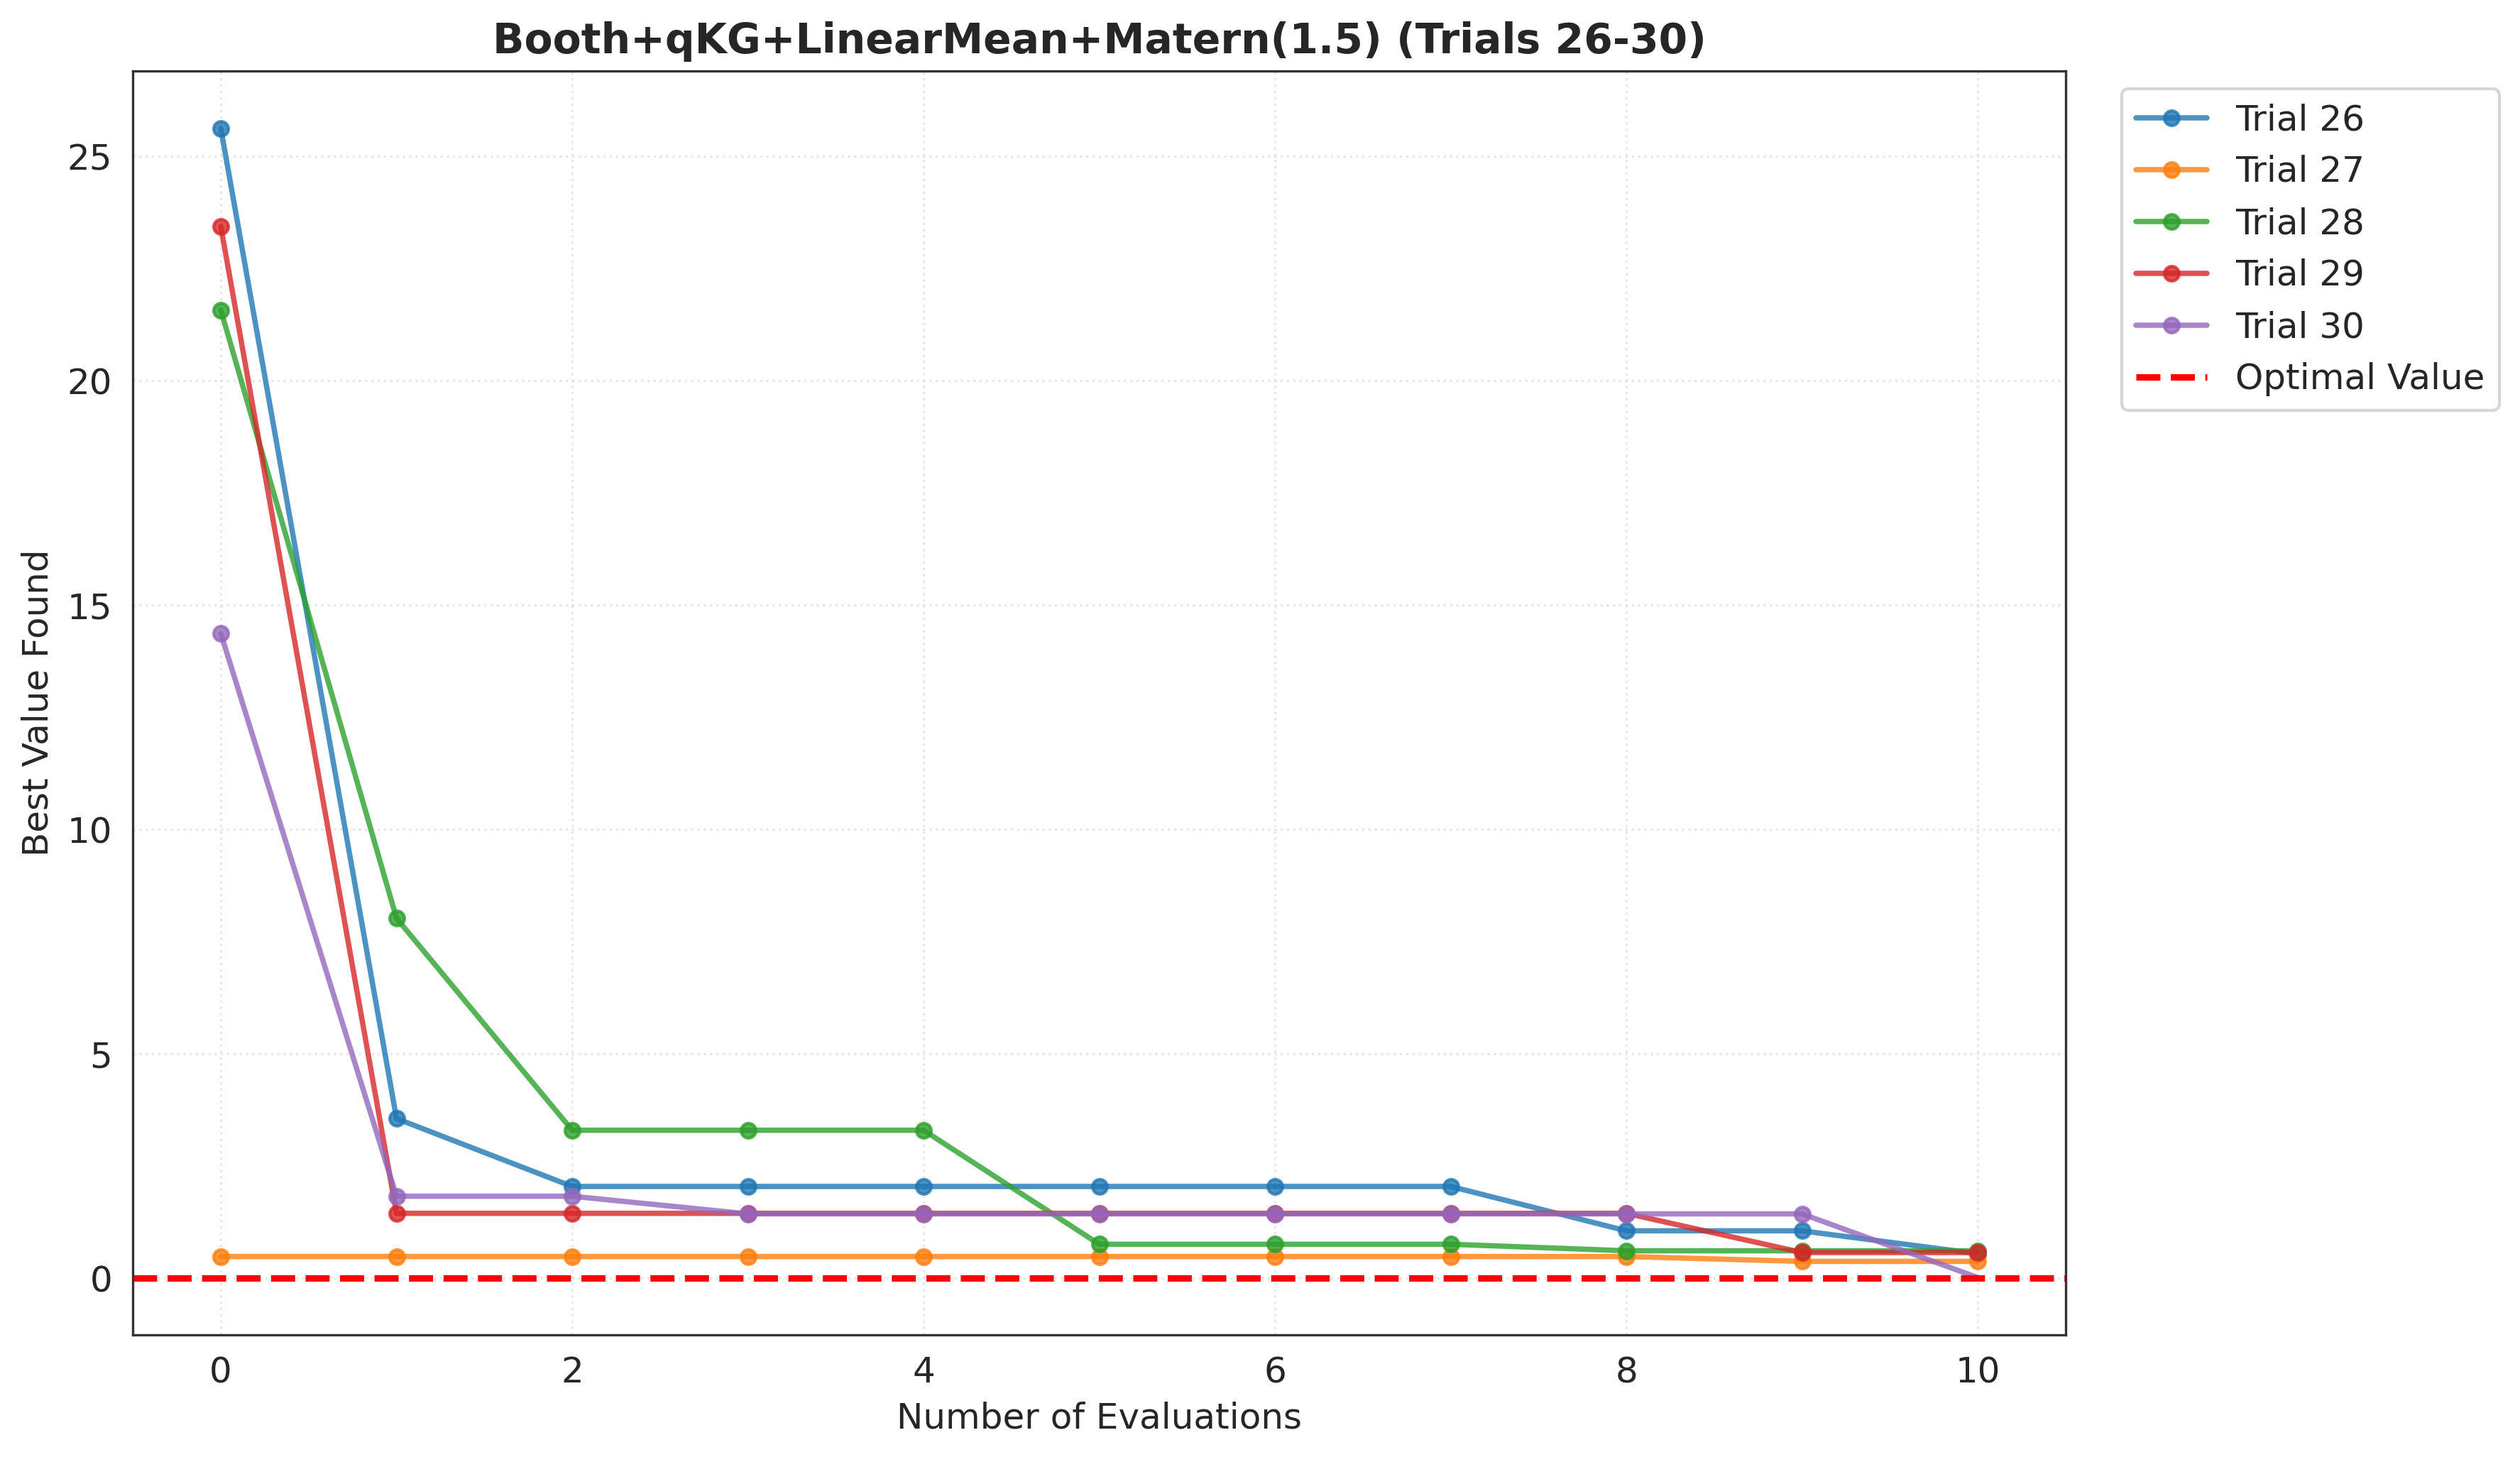 Booth+qKG+LinearMean+Matern(1.5) (Trials 26-30)
Trial 26
Trial 27
Trial 28
Trial 29
Trial 30
Optimal Value
Best Value Found
25
20
15
10
5
0
0 2 4 6 8 10
Number of Evaluations